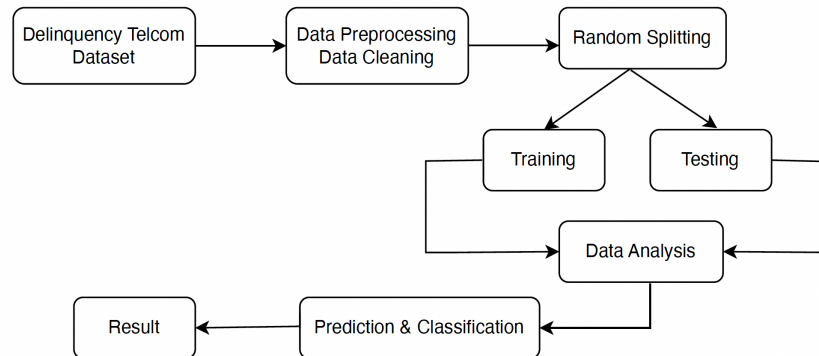 Delinquency Telcom
Dataset
Data Preprocessing
Data Cleaning
Random Splitting
Training
Testing
Data Analysis
Result
Prediction & Classification